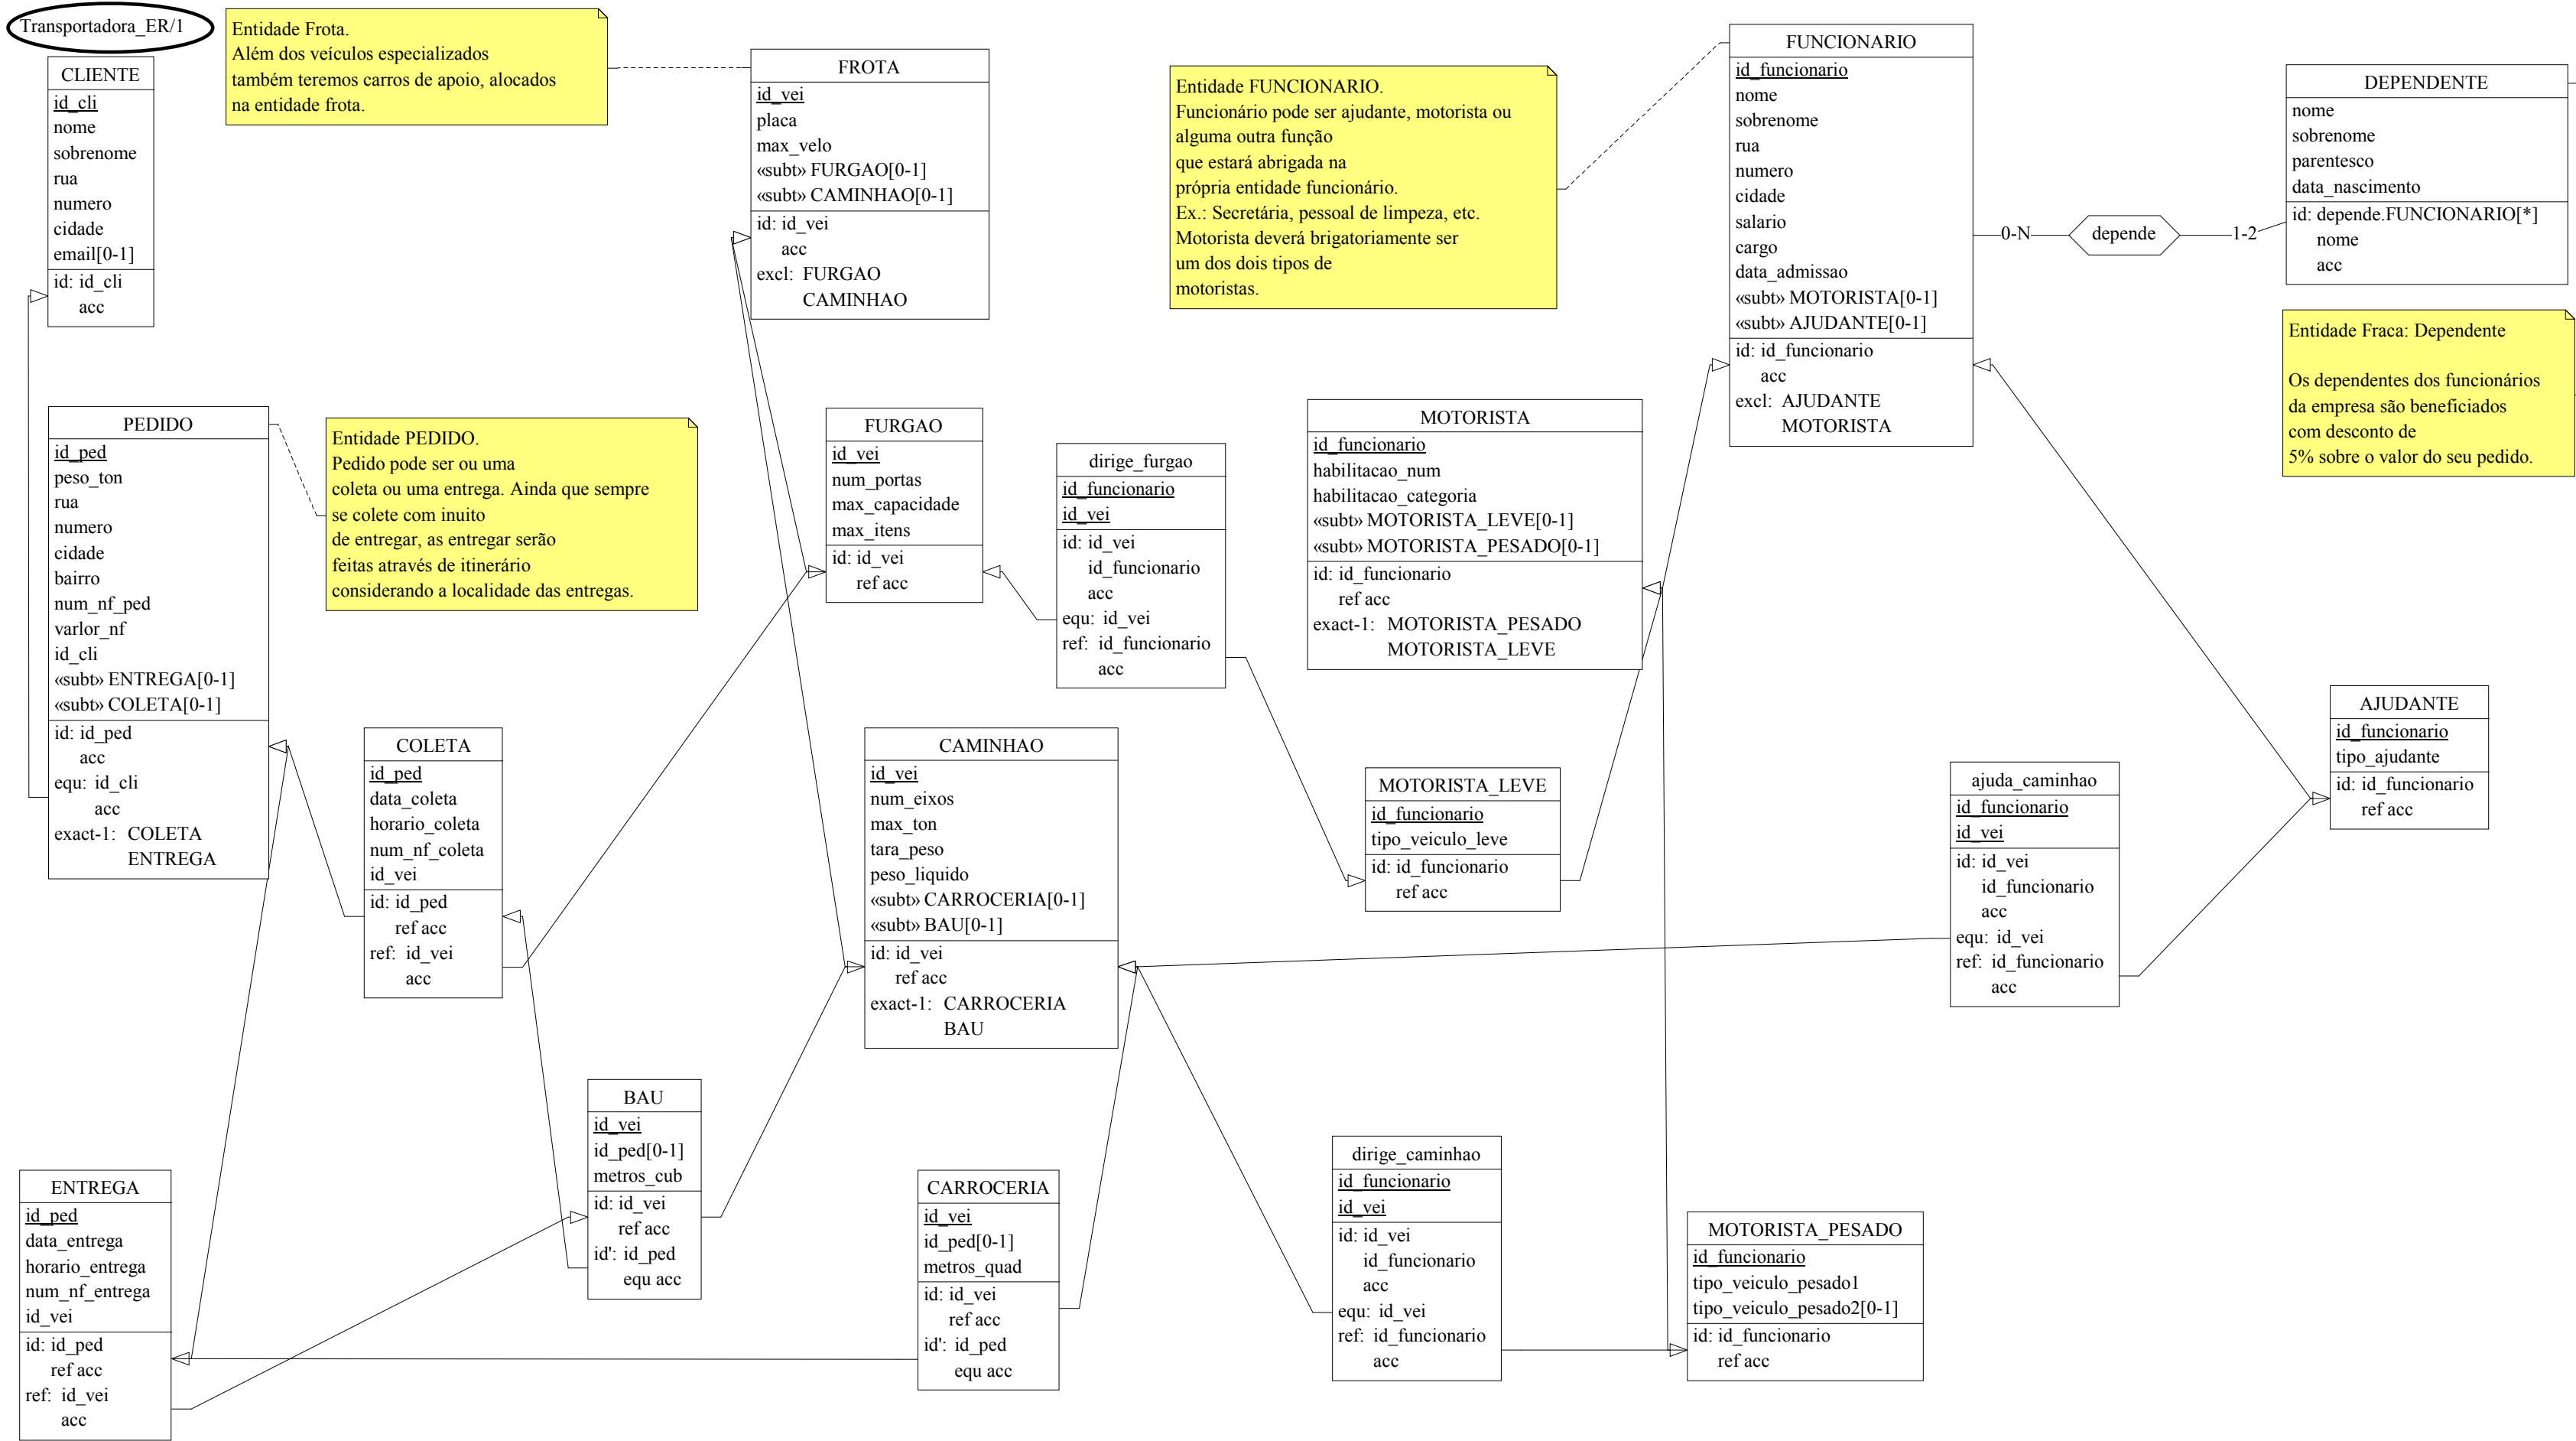 Transportadora_ER/1
CLIENTE
id_cli
nome
sobrenome
rua
numero
cidade
email[0-1]
id: id_cli
acc
Entidade Frota.
Além dos veículos especializados
também teremos carros de apoio, alocados
na entidade frota.
FROTA
id_vei
placa
max_velo
«subt» FURGAO[0-1]
«subt» CAMINHAO[0-1]
id: id_vei
acc
excl: FURGAO
CAMINHAO
Entidade FUNCIONARIO.
Funcionário pode ser ajudante, motorista ou
alguma outra função
que estará abrigada na
própria entidade funcionário.
Ex.: Secretária, pessoal de limpeza, etc.
Motorista deverá brigatoriamente ser
um dos dois tipos de
motoristas.
FUNCIONARIO
id_funcionario
nome
sobrenome
rua
numero
cidade
salario
cargo
data_admissao
«subt» MOTORISTA[0-1]
«subt» AJUDANTE[0-1]
id: id_funcionario
acc
excl: AJUDANTE
MOTORISTA
0-N
depende
1-2
DEPENDENTE
nome
sobrenome
parentesco
data_nascimento
id: depende.FUNCIONARIO[*]
nome
acc
Entidade Fraca: Dependente
Os dependentes dos funcionários
da empresa são beneficiados
com desconto de
5% sobre o valor do seu pedido.
PEDIDO
id_ped
peso_ton
rua
numero
cidade
bairro
num_nf_ped
varlor_nf
id_cli
«subt» ENTREGA[0-1]
«subt» COLETA[0-1]
id: id_ped
acc
equ: id_cli
acc
exact-1: COLETA
ENTREGA
Entidade PEDIDO.
Pedido pode ser ou uma
coleta ou uma entrega. Ainda que sempre
se colete com inuito
de entregar, as entregar serão
feitas através de itinerário
considerando a localidade das entregas.
FURGAO
id_vei
num_portas
max_capacidade
max_itens
id: id_vei
ref acc
dirige_furgao
id_funcionario
id_vei
id: id_vei
id_funcionario
acc
equ: id_vei
ref: id_funcionario
acc
MOTORISTA
id_funcionario
habilitacao_num
habilitacao_categoria
«subt» MOTORISTA_LEVE[0-1]
«subt» MOTORISTA_PESADO[0-1]
id: id_funcionario
ref acc
exact-1: MOTORISTA_PESADO
MOTORISTA_LEVE
COLETA
id_ped
data_coleta
horario_coleta
num_nf_coleta
id_vei
id: id_ped
ref acc
ref: id_vei
acc
CAMINHAO
id_vei
num_eixos
max_ton
tara_peso
peso_liquido
«subt» CARROCERIA[0-1]
«subt» BAU[0-1]
id: id_vei
ref acc
exact-1: CARROCERIA
BAU
MOTORISTA_LEVE
id_funcionario
tipo_veiculo_leve
id: id_funcionario
ref acc
ajuda_caminhao
id_funcionario
id_vei
id: id_vei
id_funcionario
acc
equ: id_vei
ref: id_funcionario
acc
AJUDANTE
id_funcionario
tipo_ajudante
id: id_funcionario
ref acc
BAU
id_vei
id_ped[0-1]
metros_cub
id: id_vei
ref acc
id': id_ped
equ acc
ENTREGA
id_ped
data_entrega
horario_entrega
num_nf_entrega
id_vei
id: id_ped
ref acc
ref: id_vei
acc
CARROCERIA
id_vei
id_ped[0-1]
metros_quad
id: id_vei
ref acc
id': id_ped
equ acc
dirige_caminhao
id_funcionario
id_vei
id: id_vei
id_funcionario
acc
equ: id_vei
ref: id_funcionario
acc
MOTORISTA_PESADO
id_funcionario
tipo_veiculo_pesado1
tipo_veiculo_pesado2[0-1]
id: id_funcionario
ref acc